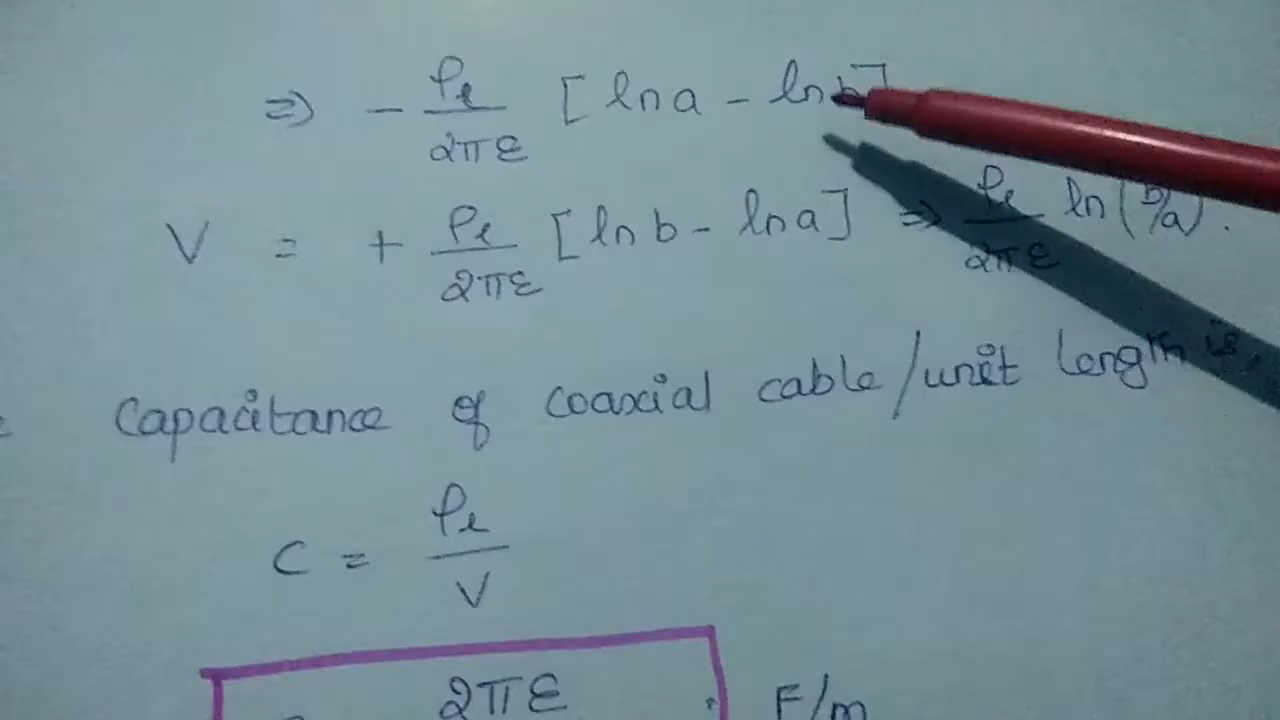 ⇒ - ρℓ/2πε [ln a - ln b]
V = + ρℓ/2πε [ln b - ln a] ⇒ ρℓ/2πε ln(b/a).
Capacitance of coaxial cable/unit length is,
C = ρℓ/V
2πε F/m